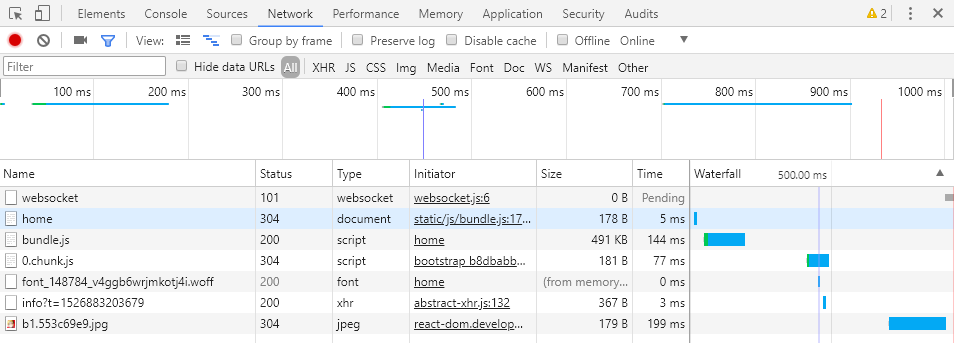 Elements Console Sources Network Performance Memory Application Security Audits 2
View: Group by frame Preserve log Disable cache Offline Online
Filter Hide data URLs All XHR JS CSS Img Media Font Doc WS Manifest Other
100 ms 200 ms 300 ms 400 ms 500 ms 600 ms 700 ms 800 ms 900 ms 1000 ms
Name Status Type Initiator Size Time Waterfall 500.00 ms
websocket 101 websocket websocket.js:6 0 B Pending
home 304 document static/js/bundle.js:17... 178 B 5 ms
bundle.js 200 script home 491 KB 144 ms
0.chunk.js 304 script bootstrap b8dbabb... 181 B 77 ms
font_148784_v4ggb6wrjmkotj4i.woff 200 font home (from memory... 0 ms
info?t=1526883203679 200 xhr abstract-xhr.js:132 367 B 3 ms
b1.553c69e9.jpg 304 jpeg react-dom.develop... 179 B 199 ms